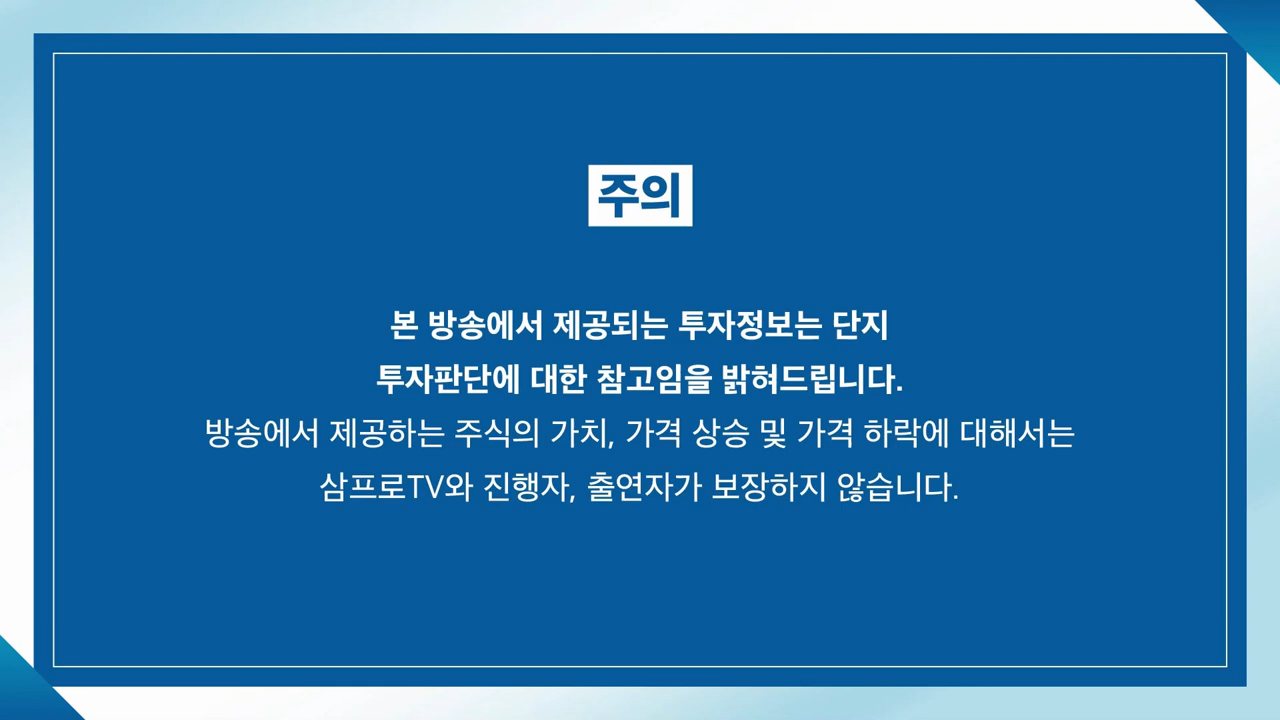 주의
본 방송에서 제공되는 투자정보는 단지
투자판단에 대한 참고임을 밝혀드립니다.
방송에서 제공하는 주식의 가치, 가격 상승 및 가격 하락에 대해서는
삼프로TV와 진행자, 출연자가 보장하지 않습니다.